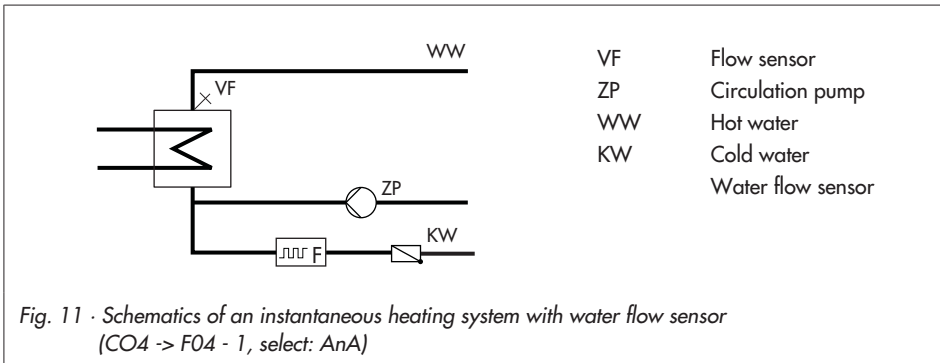 WW
VF
ZP
KW
F
VF Flow sensor
ZP Circulation pump
WW Hot water
KW Cold water
Water flow sensor
Fig. 11 · Schematics of an instantaneous heating system with water flow sensor
(CO4 -> F04 - 1, select: AnA)